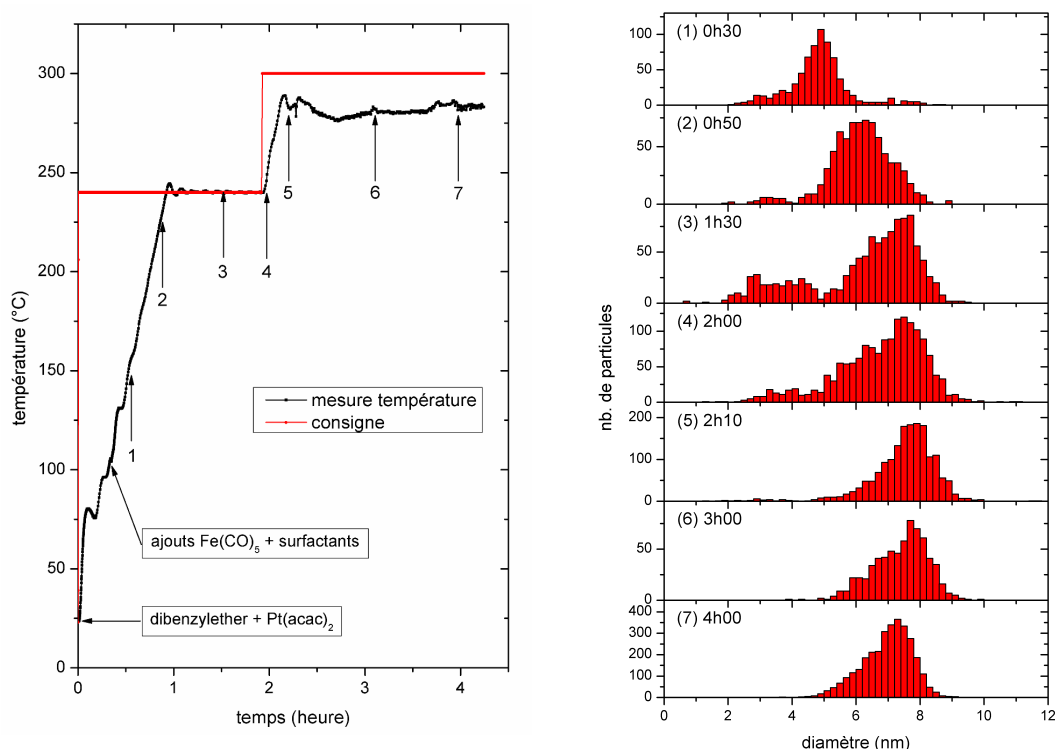 300
250
200
150
100
50
0
température (°C)
0 1 2 3 4
temps (heure)
1
2
3
4
5
6
7
mesure température
consigne
ajouts Fe(CO)5 + surfactants
dibenzylether + Pt(acac)2
nb. de particules
(1) 0h30
100
50
0
(2) 0h50
50
0
(3) 1h30
50
0
(4) 2h00
100
50
0
(5) 2h10
200
100
0
(6) 3h00
50
0
(7) 4h00
400
300
200
100
0
0 2 4 6 8 10 12
diamètre (nm)